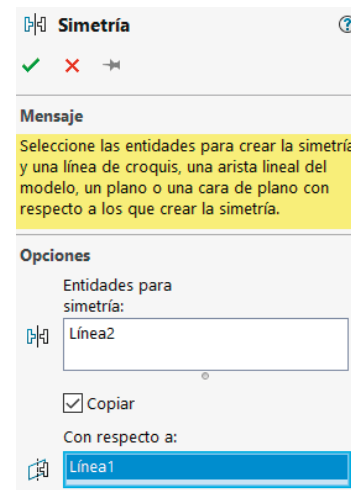 Simetría
Mensaje
Seleccione las entidades para crear la simetría
y una línea de croquis, una arista lineal del
modelo, un plano o una cara de plano con
respecto a los que crear la simetría.
Opciones
Entidades para
simetría:
Línea2
Copiar
Con respecto a:
Línea1